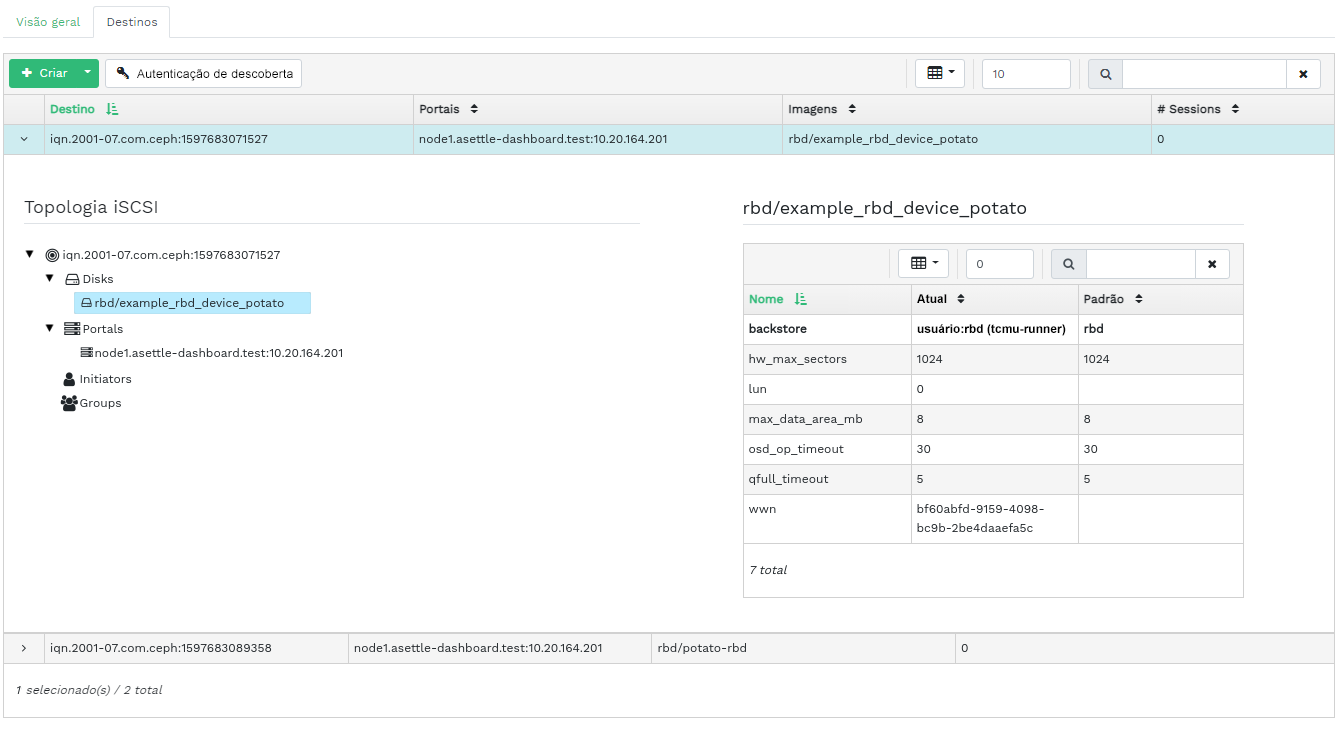 Visão geral
Destinos
Criar
Autenticação de descoberta
10
Destino Portais Imagens # Sessions
iqn.2001-07.com.ceph:1597683071527 node1.asettle-dashboard.test:10.20.164.201 rbd/example_rbd_device_potato 0
Topologia iSCSI
iqn.2001-07.com.ceph:1597683071527
Disks
rbd/example_rbd_device_potato
Portals
node1.asettle-dashboard.test:10.20.164.201
Initiators
Groups
rbd/example_rbd_device_potato
0
Nome Atual Padrão
backstore usuário:rbd (tcmu-runner) rbd
hw_max_sectors 1024 1024
lun 0
max_data_area_mb 8 8
osd_op_timeout 30 30
qfull_timeout 5 5
wwn bf60abfd-9159-4098-
bc9b-2be4daaefa5c
7 total
iqn.2001-07.com.ceph:1597683089358 node1.asettle-dashboard.test:10.20.164.201 rbd/potato-rbd 0
1 selecionado(s) / 2 total